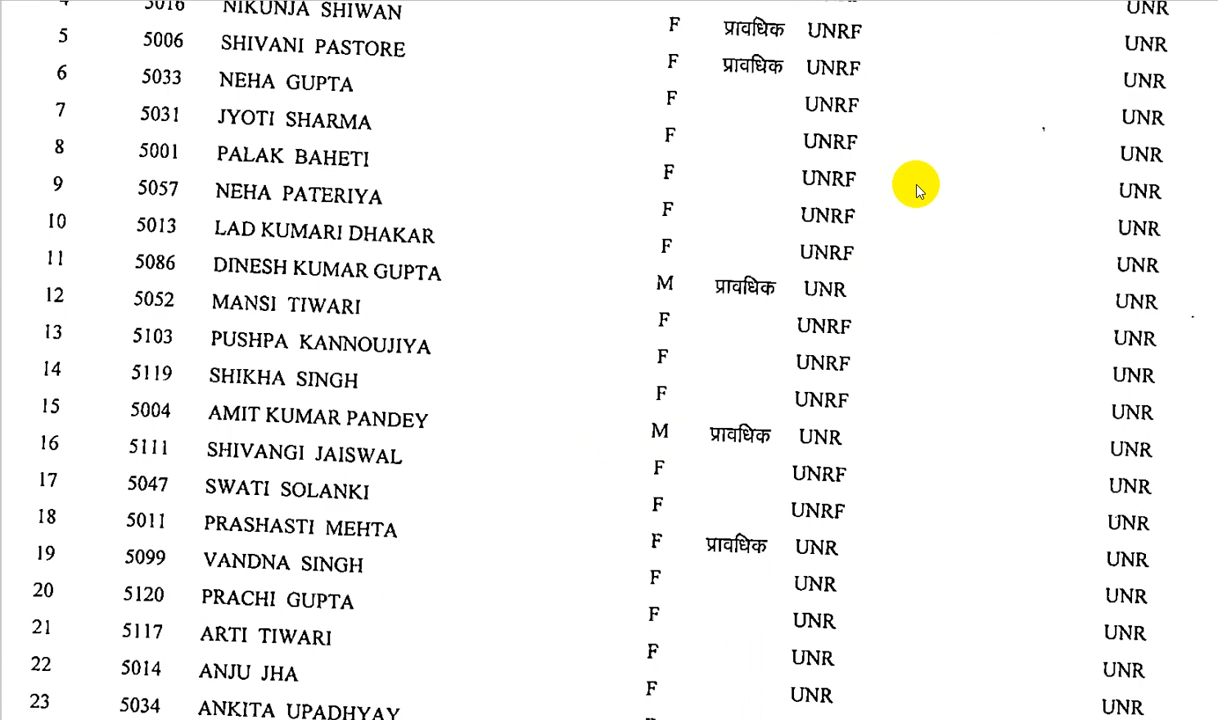 UNR
4 5016 NIKUNJA SHIWAN F प्रावधिक UNRF UNR
5 5006 SHIVANI PASTORE F प्रावधिक UNRF UNR
6 5033 NEHA GUPTA F UNRF UNR
7 5031 JYOTI SHARMA F UNRF UNR
8 5001 PALAK BAHETI F UNRF UNR
9 5057 NEHA PATERIYA F UNRF UNR
10 5013 LAD KUMARI DHAKAR F UNRF UNR
11 5086 DINESH KUMAR GUPTA M प्रावधिक UNR UNR
12 5052 MANSI TIWARI F UNRF UNR
13 5103 PUSHPA KANNOUJIYA F UNRF UNR
14 5119 SHIKHA SINGH F UNRF UNR
15 5004 AMIT KUMAR PANDEY M प्रावधिक UNR UNR
16 5111 SHIVANGI JAISWAL F UNRF UNR
17 5047 SWATI SOLANKI F UNRF UNR
18 5011 PRASHASTI MEHTA F प्रावधिक UNR UNR
19 5099 VANDNA SINGH F UNR UNR
20 5120 PRACHI GUPTA F UNR UNR
21 5117 ARTI TIWARI F UNR UNR
22 5014 ANJU JHA F UNR UNR
23 5034 ANKITA UPADHYAY